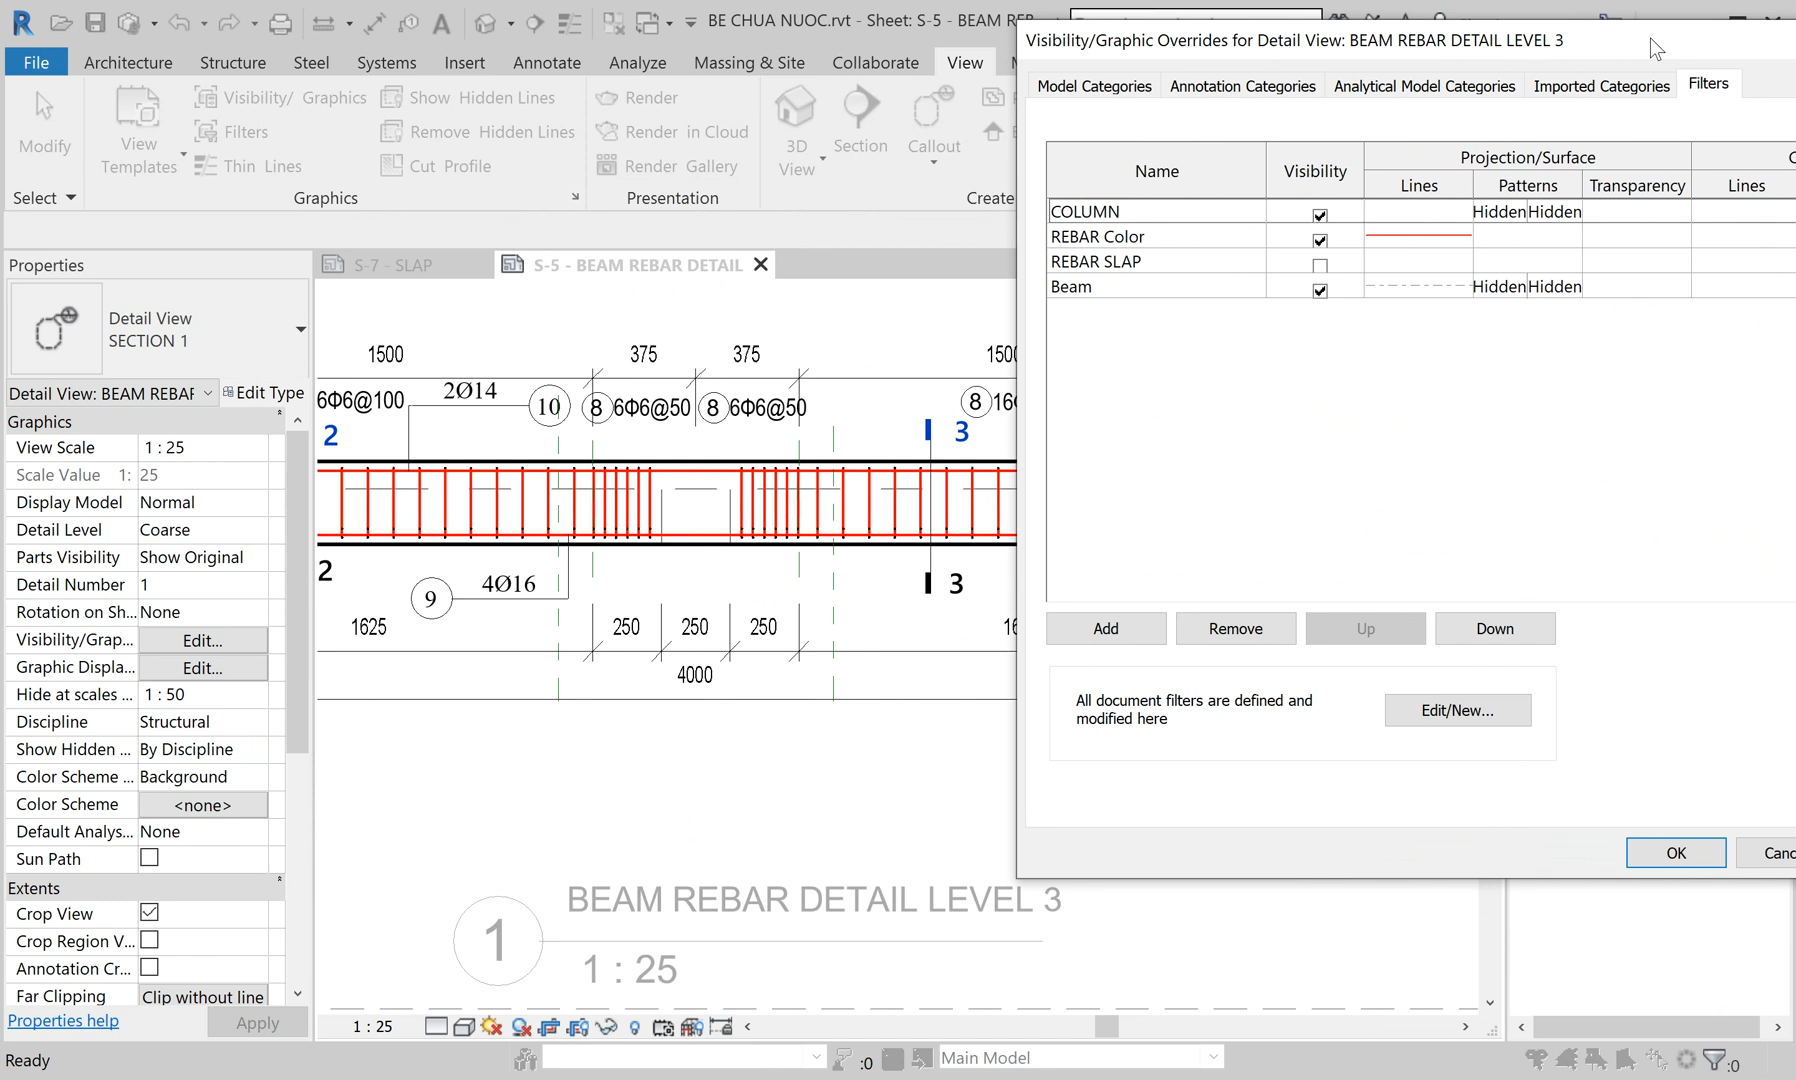 BE CHUA NUOC.rvt - Sheet: S-5 - BEAM REB
File Architecture Structure Steel Systems Insert Annotate Analyze Massing & Site Collaborate View
Modify
View
Templates
Visibility/ Graphics
Filters
Thin Lines
Show Hidden Lines
Remove Hidden Lines
Cut Profile
Render
Render in Cloud
Render Gallery
3D
View
Section
Callout
Select
Graphics
Presentation
Create
Properties
Detail View
SECTION 1
Detail View: BEAM REBAR
Edit Type
Graphics
View Scale 1 : 25
Scale Value 1: 25
Display Model Normal
Detail Level Coarse
Parts Visibility Show Original
Detail Number 1
Rotation on Sh... None
Visibility/Grap... Edit...
Graphic Displa... Edit...
Hide at scales ... 1 : 50
Discipline Structural
Show Hidden ... By Discipline
Color Scheme ... Background
Color Scheme <none>
Default Analys... None
Sun Path
Extents
Crop View
Crop Region V...
Annotation Cr...
Far Clipping Clip without line
Properties help
Apply
S-7 - SLAP
S-5 - BEAM REBAR DETAIL
1500 375 375 1500
6Φ6@100 2Ø14 10 8 6Φ6@50 8 6Φ6@50 8 16
2 3
2 3
9 4Ø16
1625 250 250 250 16
4000
1
BEAM REBAR DETAIL LEVEL 3
1 : 25
1 : 25
Ready
:0
Main Model
:0
Visibility/Graphic Overrides for Detail View: BEAM REBAR DETAIL LEVEL 3
Model Categories Annotation Categories Analytical Model Categories Imported Categories Filters
Name Visibility Projection/Surface C
Lines Patterns Transparency Lines
COLUMN Hidden Hidden
REBAR Color
REBAR SLAP
Beam Hidden Hidden
Add Remove Up Down
All document filters are defined and
modified here
Edit/New...
OK Canc